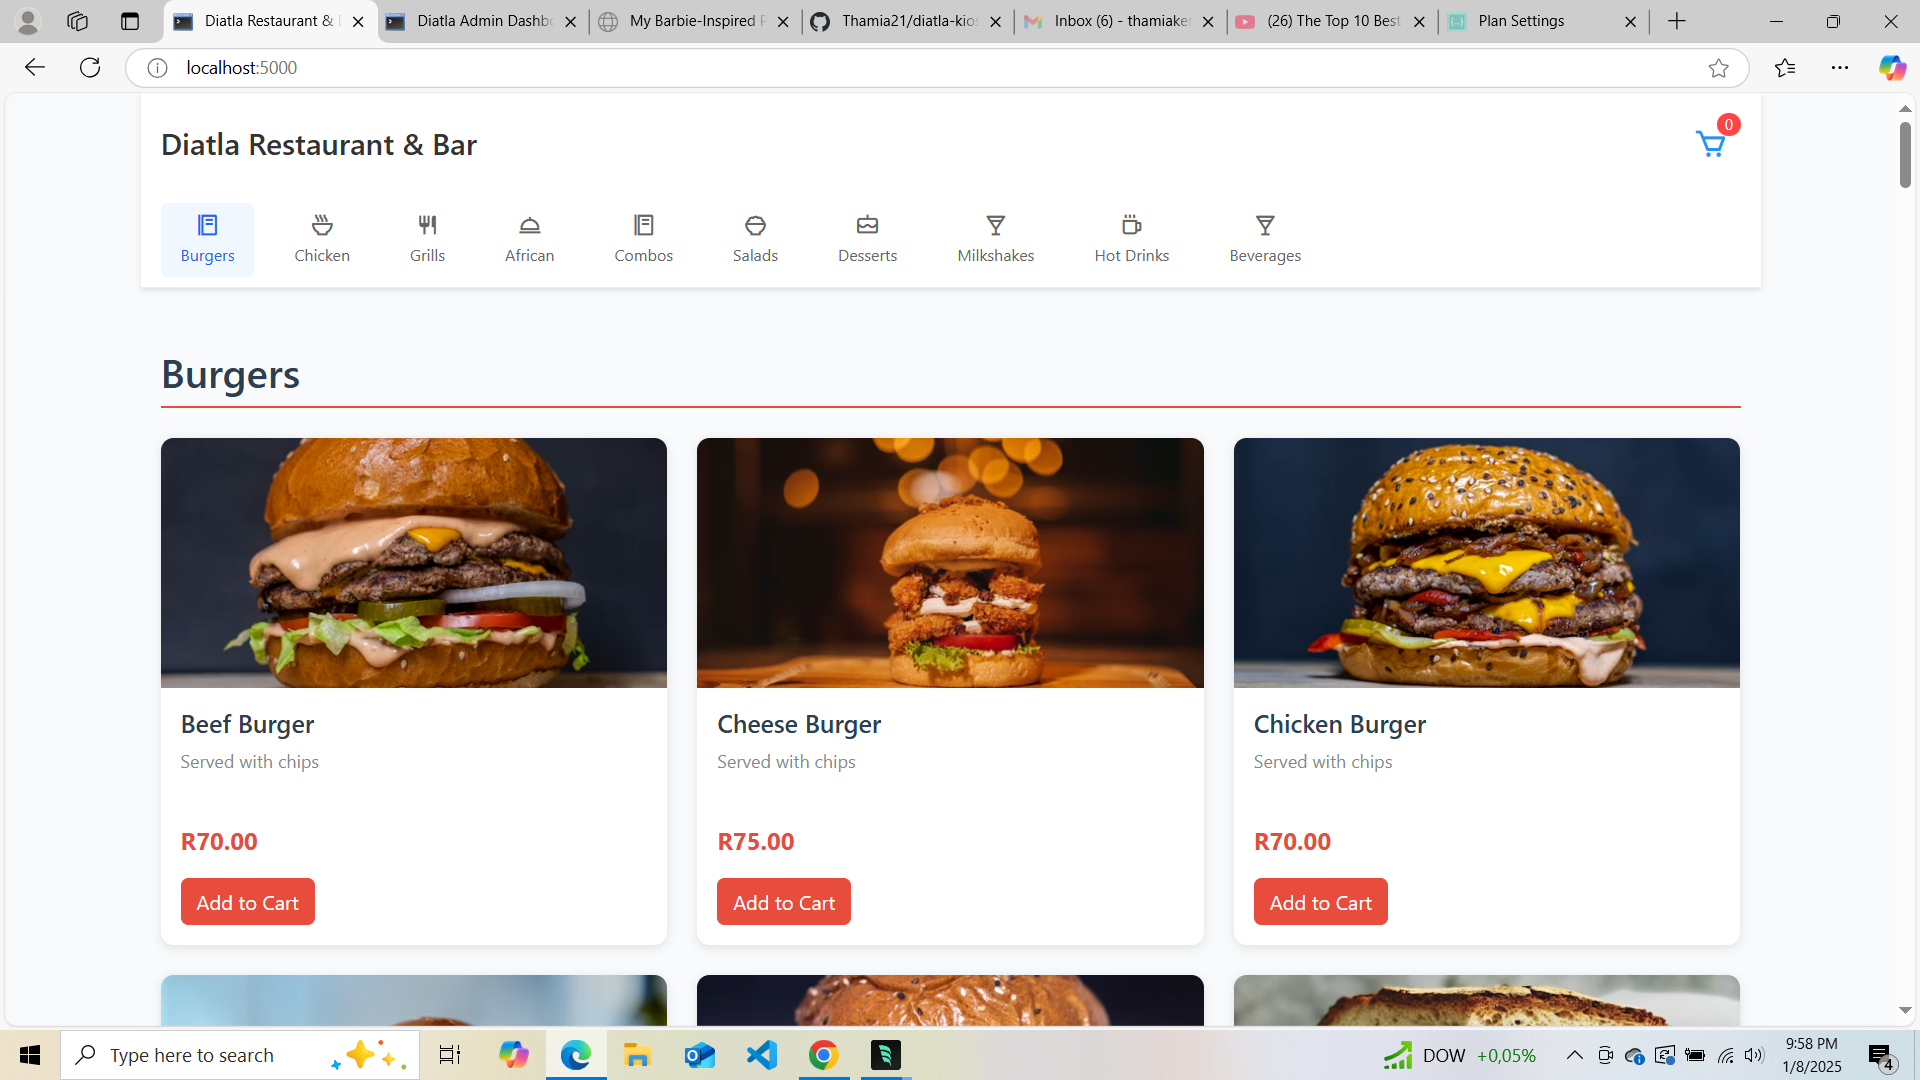 Diatla Restaurant & E
Diatla Admin Dashbo
My Barbie-Inspired P
Thamia21/diatla-kios
Inbox (6) - thamiake
(26) The Top 10 Best
Plan Settings
localhost:5000
Diatla Restaurant & Bar
0
Burgers
Chicken
Grills
African
Combos
Salads
Desserts
Milkshakes
Hot Drinks
Beverages
Burgers
Beef Burger
Served with chips
R70.00
Add to Cart
Cheese Burger
Served with chips
R75.00
Add to Cart
Chicken Burger
Served with chips
R70.00
Add to Cart
Type here to search
DOW +0,05%
9:58 PM
1/8/2025
4